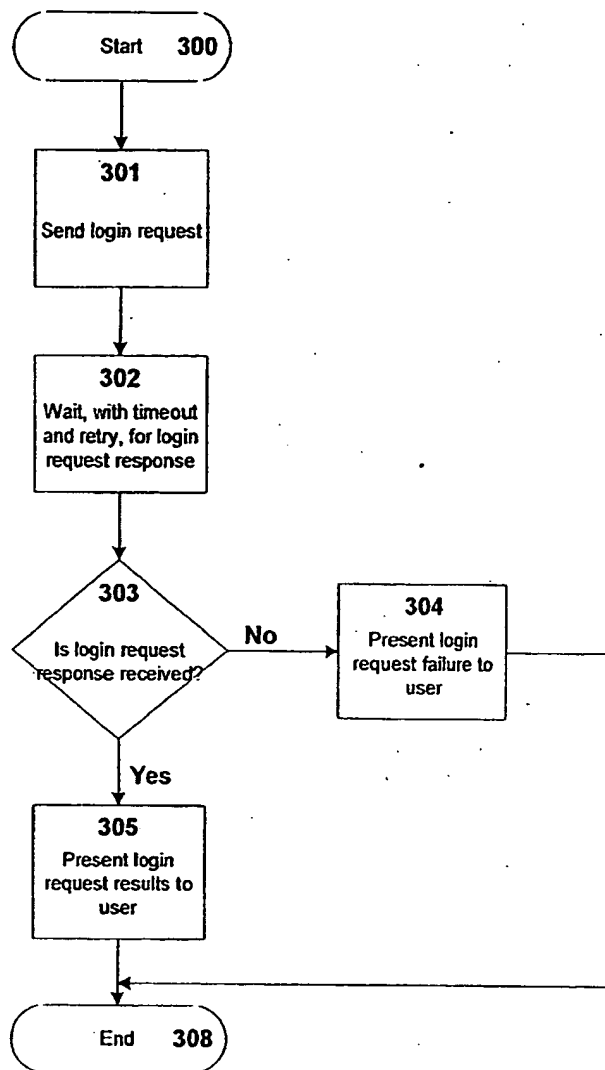 Start 300
301
Send login request
302
Wait, with timeout
and retry, for login
request response
303
Is login request
response received?
No
304
Present login
request failure to
user
Yes
305
Present login
request results to
user
End 308